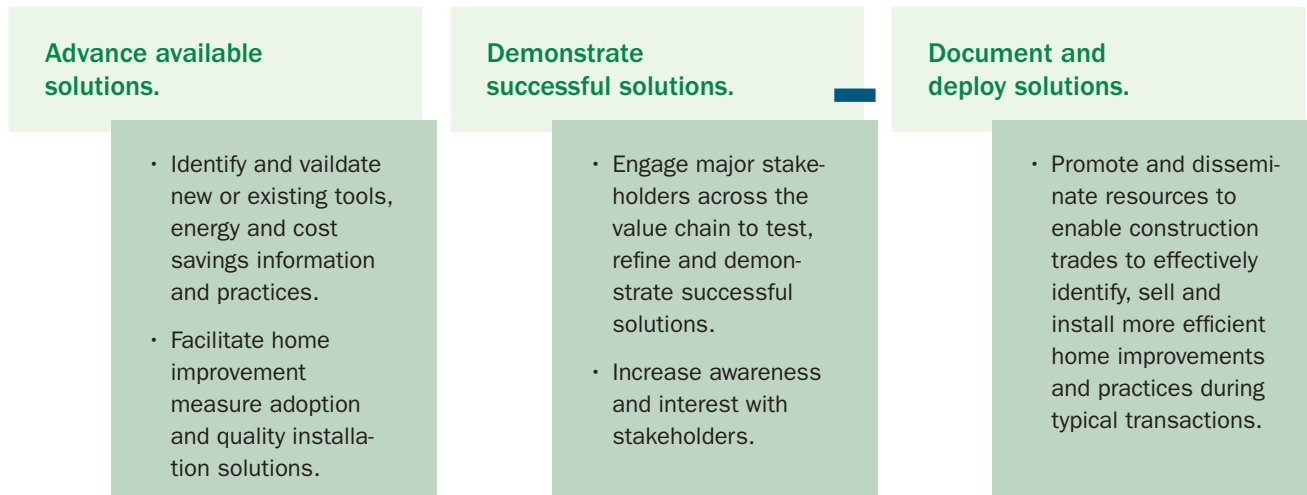 Advance available
solutions.
• Identify and vaildate
new or existing tools,
energy and cost
savings information
and practices.
• Facilitate home
improvement
measure adoption
and quality installa-
tion solutions.
Demonstrate
successful solutions.
• Engage major stake-
holders across the
value chain to test,
refine and demon-
strate successful
solutions.
• Increase awareness
and interest with
stakeholders.
Document and
deploy solutions.
• Promote and dissemi-
nate resources to
enable construction
trades to effectively
identify, sell and
install more efficient
home improvements
and practices during
typical transactions.